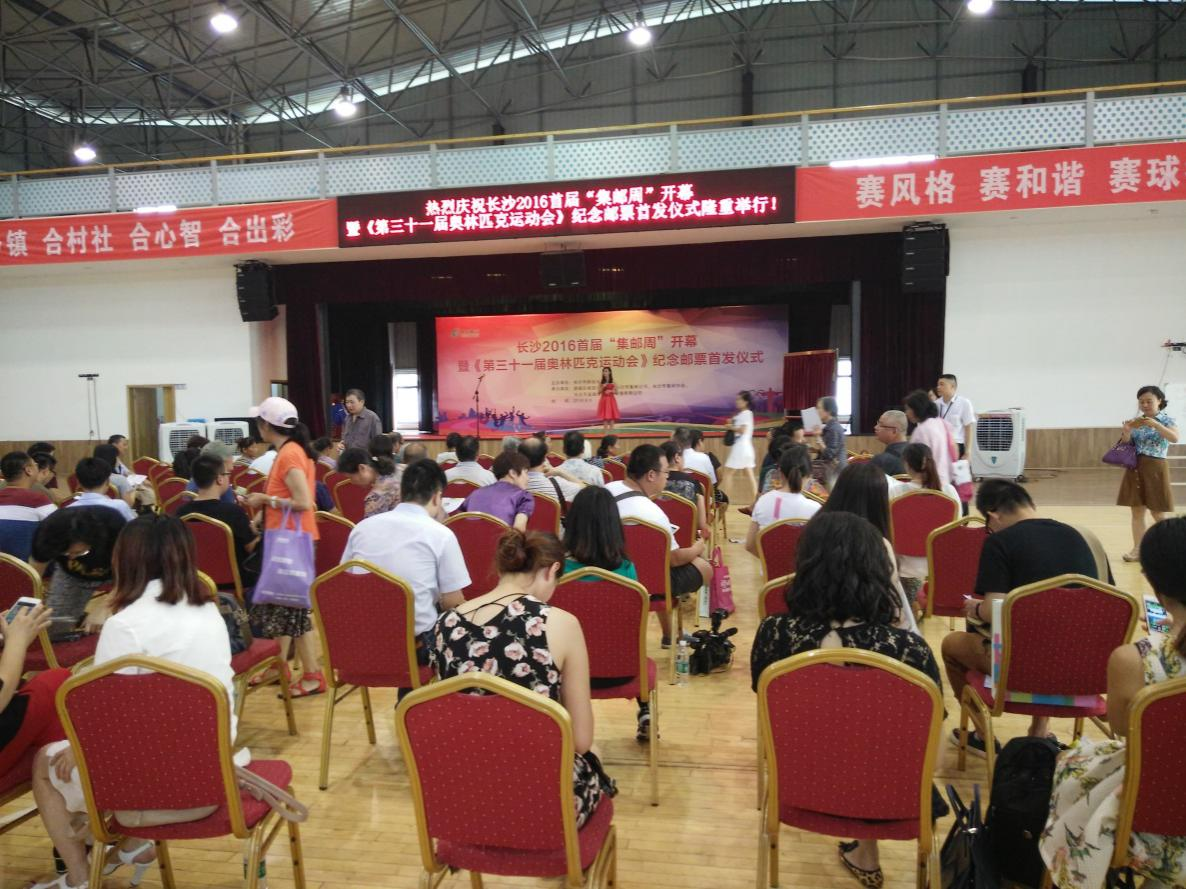 热烈庆祝长沙2016首届“集邮周”开幕
暨《第三十一届奥林匹克运动会》纪念邮票首发仪式隆重举行！
镇 合村社 合心智 合出彩
赛风格 赛和谐 赛球
长沙2016首届“集邮周”开幕
暨《第三十一届奥林匹克运动会》纪念邮票首发仪式